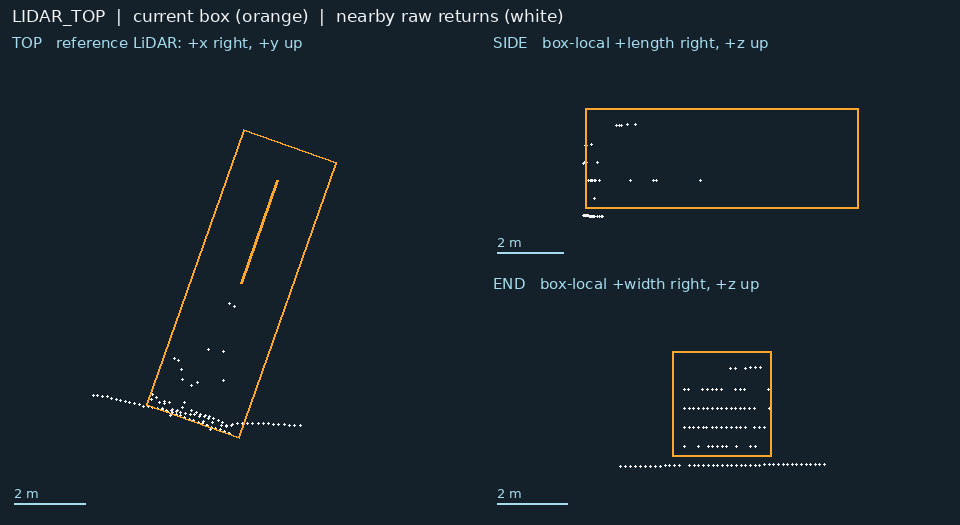 LIDAR_TOP | current box (orange) | nearby raw returns (white)
TOP reference LiDAR: +x right, +y up
SIDE box-local +length right, +z up
2 m
END box-local +width right, +z up
2 m
2 m